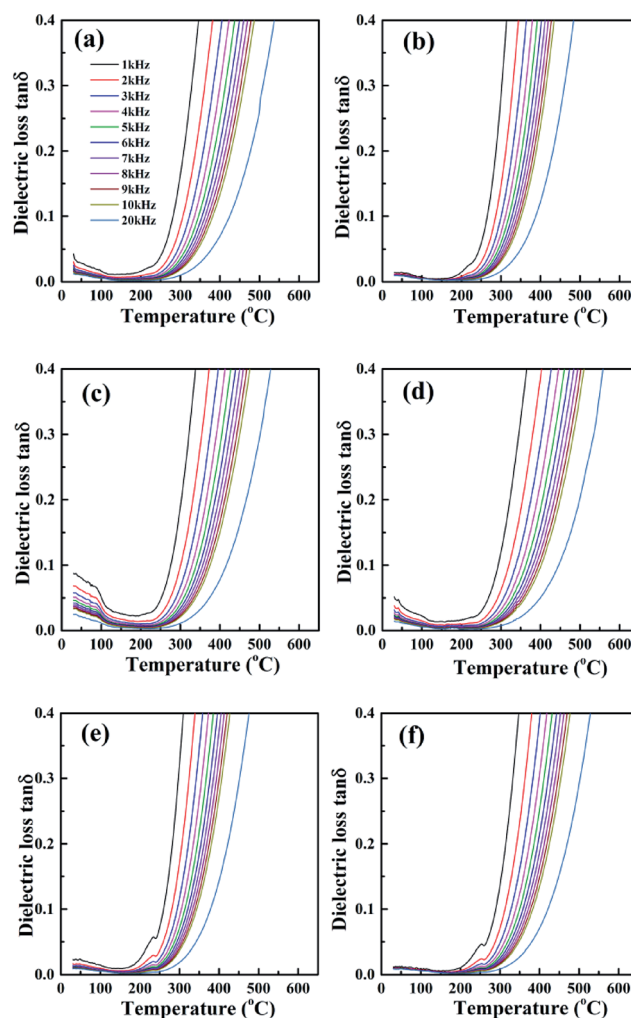 (a)
1kHz
2kHz
3kHz
4kHz
5kHz
6kHz
7kHz
8kHz
9kHz
10kHz
20kHz
0.4
0.3
0.2
0.1
0.0
0 100 200 300 400 500 600
Dielectric loss tanδ
Temperature (°C)
(b)
0.4
0.3
0.2
0.1
0.0
0 100 200 300 400 500 600
Dielectric loss tanδ
Temperature (°C)
(c)
0.4
0.3
0.2
0.1
0.0
0 100 200 300 400 500 600
Dielectric loss tanδ
Temperature (°C)
(d)
0.4
0.3
0.2
0.1
0.0
0 100 200 300 400 500 600
Dielectric loss tanδ
Temperature (°C)
(e)
0.4
0.3
0.2
0.1
0.0
0 100 200 300 400 500 600
Dielectric loss tanδ
Temperature (°C)
(f)
0.4
0.3
0.2
0.1
0.0
0 100 200 300 400 500 600
Dielectric loss tanδ
Temperature (°C)